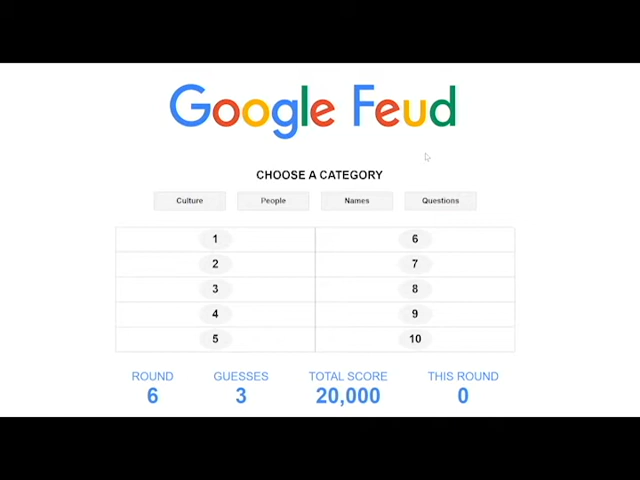 Google Feud
CHOOSE A CATEGORY
Culture People Names Questions
1 6
2 7
3 8
4 9
5 10
ROUND GUESSES TOTAL SCORE THIS ROUND
6 3 20,000 0